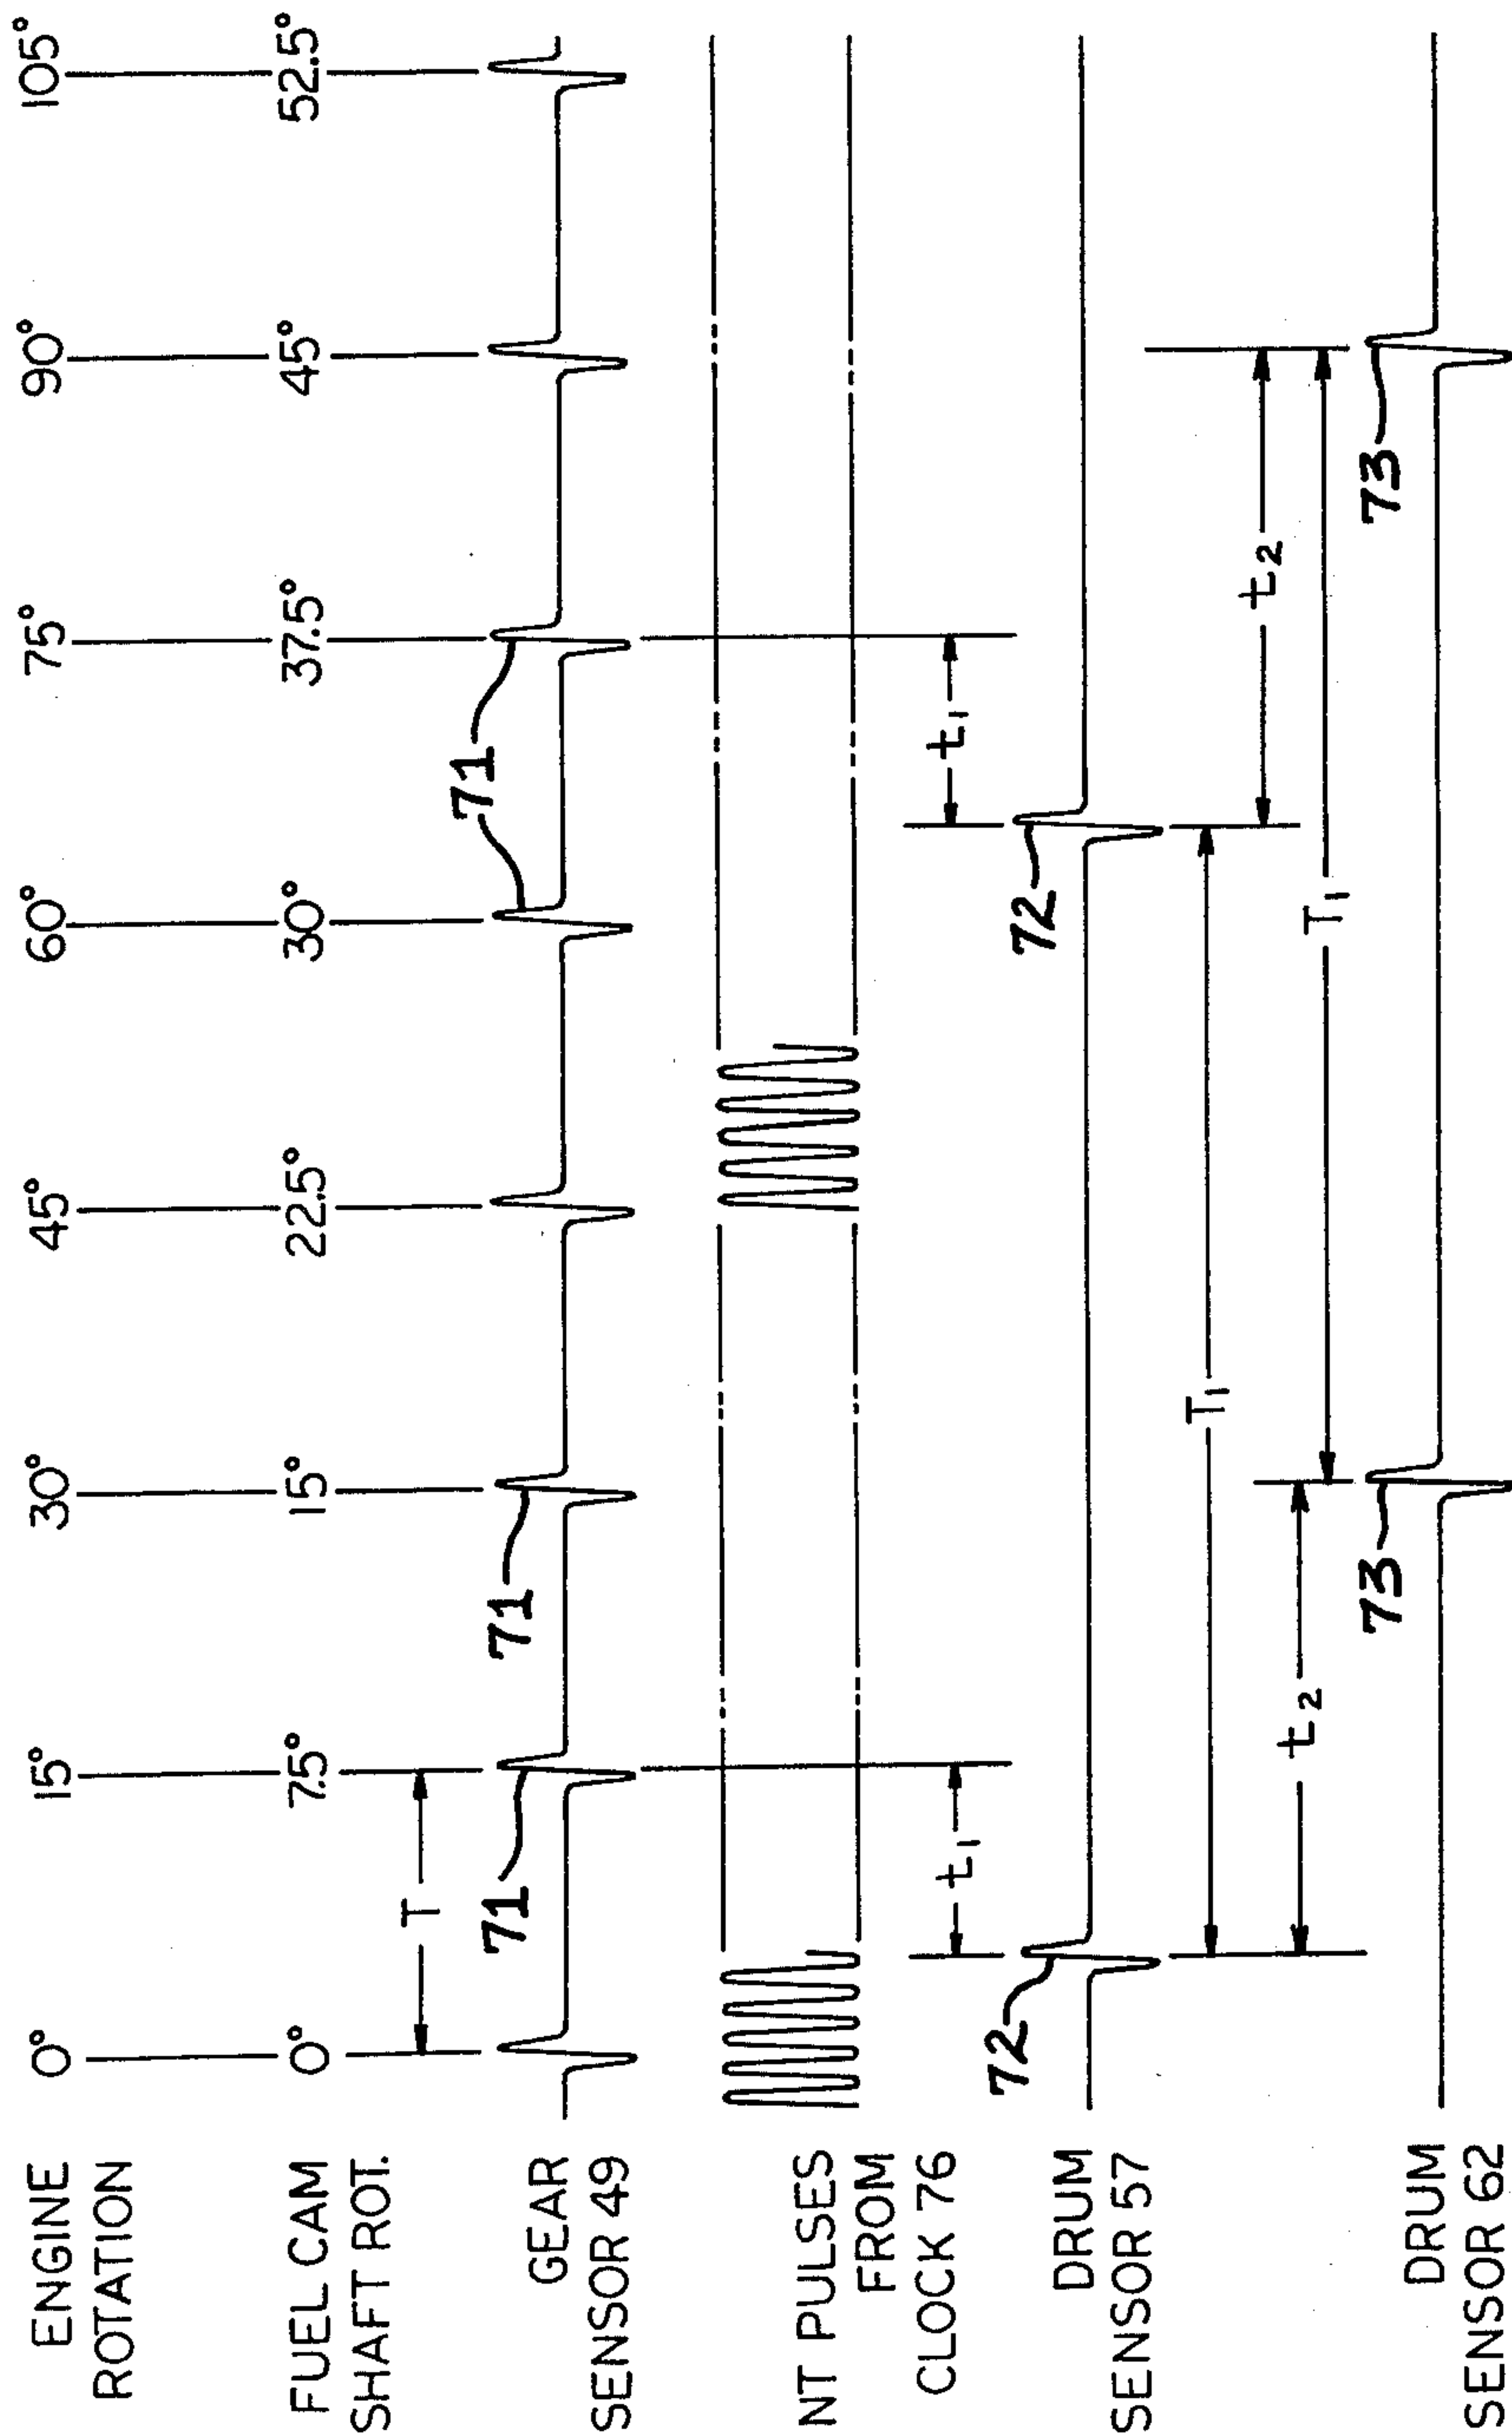 ENGINE
ROTATION
0° 15° 30° 45° 60° 75° 90° 105°
FUEL CAM
SHAFT ROT.
0° 7.5° 15° 22.5° 30° 37.5° 45° 52.5°
T
GEAR
SENSOR 49
71 71 71
NT PULSES
FROM
CLOCK 76
t₁ t₁
DRUM
SENSOR 57
72 72
T₁
t₂ t₂
T₁
DRUM
SENSOR 62
73 73